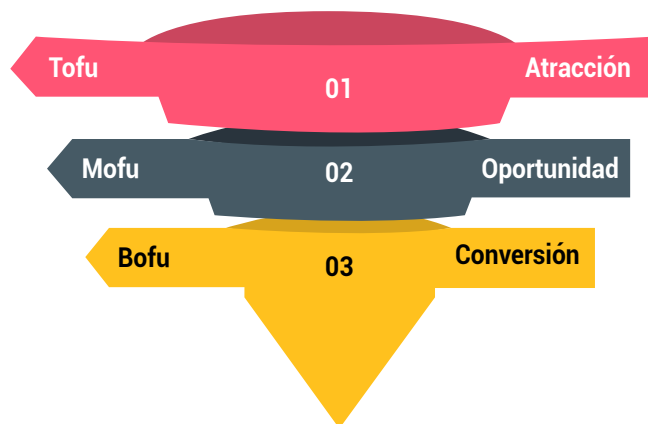 Tofu 01 Atracción
Mofu 02 Oportunidad
Bofu 03 Conversión